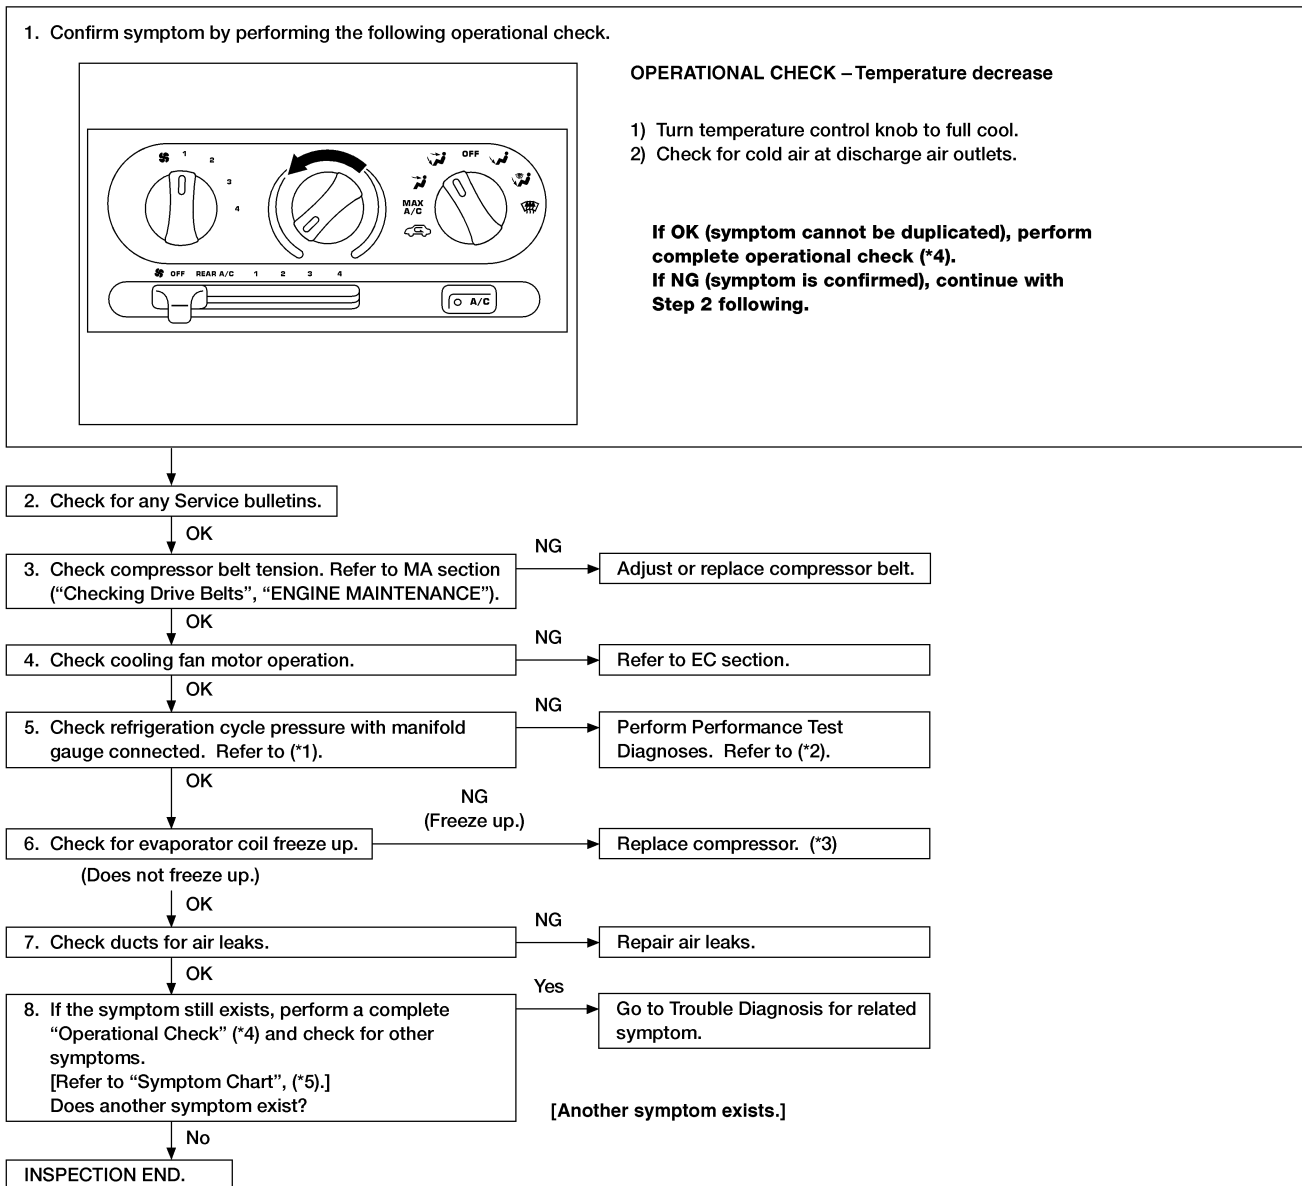 1. Confirm symptom by performing the following operational check.
OPERATIONAL CHECK – Temperature decrease
1) Turn temperature control knob to full cool.
2) Check for cold air at discharge air outlets.
If OK (symptom cannot be duplicated), perform
complete operational check (*4).
If NG (symptom is confirmed), continue with
Step 2 following.
1
2
3
4
OFF
MAX
A/C
OFF REAR A/C 1 2 3 4
A/C
2. Check for any Service bulletins.
OK
3. Check compressor belt tension. Refer to MA section
(“Checking Drive Belts”, “ENGINE MAINTENANCE”).
NG
Adjust or replace compressor belt.
OK
4. Check cooling fan motor operation.
NG
Refer to EC section.
OK
5. Check refrigeration cycle pressure with manifold
gauge connected. Refer to (*1).
NG
Perform Performance Test
Diagnoses. Refer to (*2).
OK
6. Check for evaporator coil freeze up.
NG
(Freeze up.)
Replace compressor. (*3)
(Does not freeze up.)
OK
7. Check ducts for air leaks.
NG
Repair air leaks.
OK
8. If the symptom still exists, perform a complete
“Operational Check” (*4) and check for other
symptoms.
[Refer to “Symptom Chart”, (*5).]
Does another symptom exist?
Yes
Go to Trouble Diagnosis for related
symptom.
[Another symptom exists.]
No
INSPECTION END.